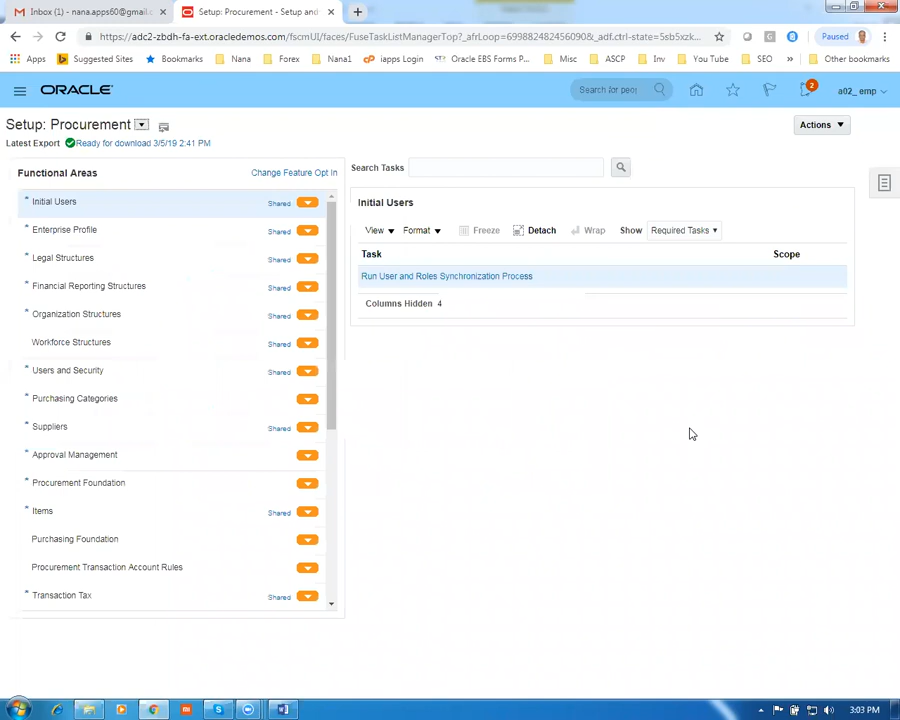 Inbox (1) - nana.apps60@gmail.c
Setup: Procurement - Setup and
https://adc2-zbdh-fa-ext.oracledemos.com/fscmUI/faces/FuseTaskListManagerTop?_afrLoop=6998824824560908&_adf.ctrl-state=5sb5xzk...
Paused
Apps
Suggested Sites
Bookmarks
Nana
Forex
Nana1
iapps Login
Oracle EBS Forms P...
Misc
ASCP
Inv
You Tube
SEO
»
Other bookmarks
ORACLE
Search for peop
2
a02_ emp
Setup: Procurement
Actions
Latest Export Ready for download 3/5/19 2:41 PM
Functional Areas
Change Feature Opt In
Search Tasks
* Initial Users Shared
* Enterprise Profile Shared
* Legal Structures Shared
* Financial Reporting Structures Shared
* Organization Structures Shared
Workforce Structures Shared
* Users and Security Shared
* Purchasing Categories
* Suppliers Shared
* Approval Management
* Procurement Foundation
* Items Shared
Purchasing Foundation
Procurement Transaction Account Rules
* Transaction Tax Shared
Initial Users
View Format Freeze Detach Wrap Show Required Tasks
Task Scope
Run User and Roles Synchronization Process
Columns Hidden 4
3:03 PM